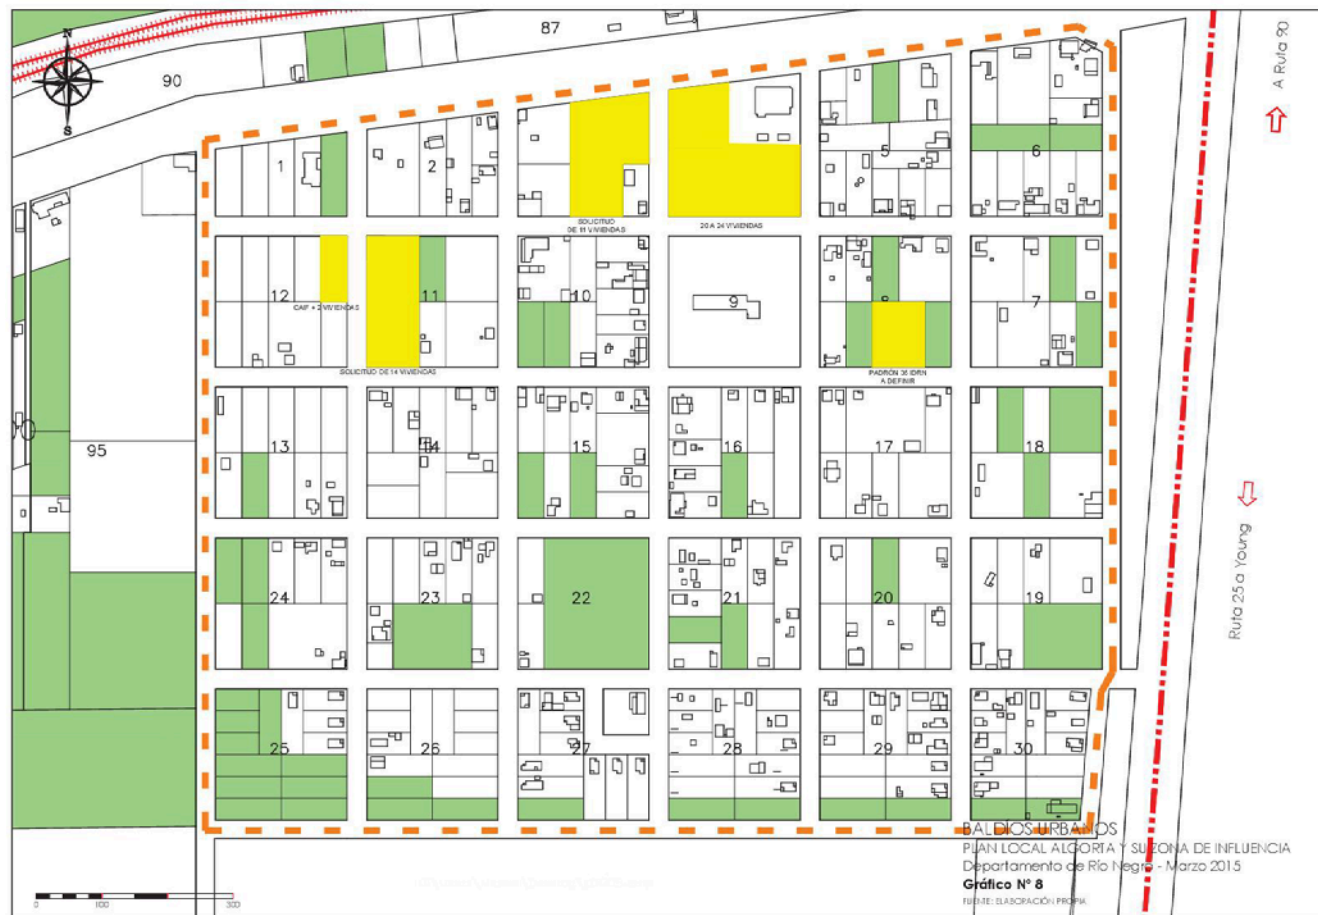 N
S
87
90
A Ruta 90
1
2
5
6
SOLICITUD
DE 11 VIVIENDAS
20 A 24 VIVIENDAS
12
11
10
9
8
7
CAIF + 2 VIVIENDAS
SOLICITUD DE 14 VIVIENDAS
PADRÓN 36 IDRN
A DEFINIR
95
13
14
15
16
17
18
Ruta 25 a Young
24
23
22
21
20
19
25
26
27
28
29
30
BALDÍOS URBANOS
PLAN LOCAL ALGORTA Y SU ZONA DE INFLUENCIA
Departamento de Río Negro - Marzo 2015
Gráfico Nº 8
FUENTE: ELABORACIÓN PROPIA
0 100 300